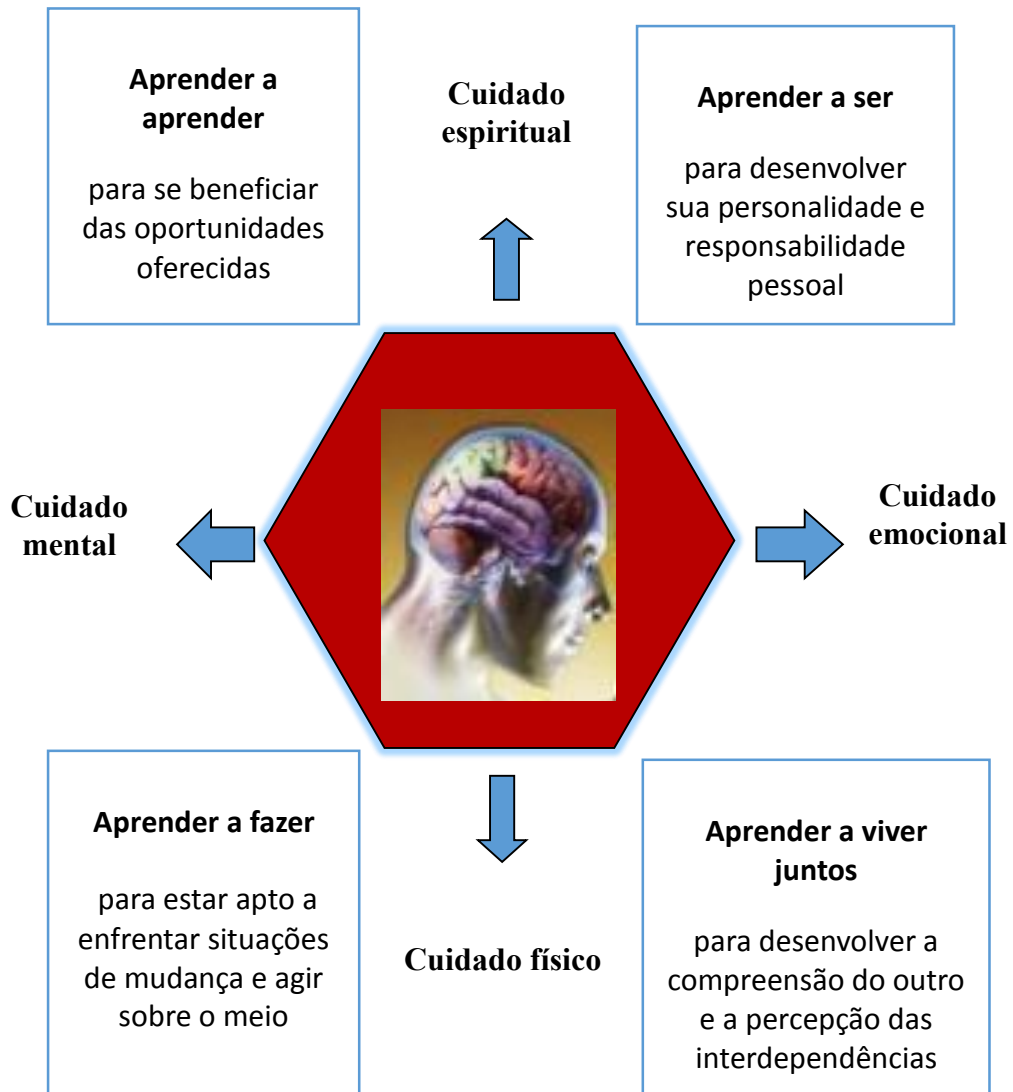 Aprender a
aprender
para se beneficiar
das oportunidades
oferecidas
Cuidado
espiritual
Aprender a ser
para desenvolver
sua personalidade e
responsabilidade
pessoal
Cuidado
mental
Cuidado
emocional
Aprender a fazer
para estar apto a
enfrentar situações
de mudança e agir
sobre o meio
Cuidado físico
Aprender a viver
juntos
para desenvolver a
compreensão do outro
e a percepção das
interdependências